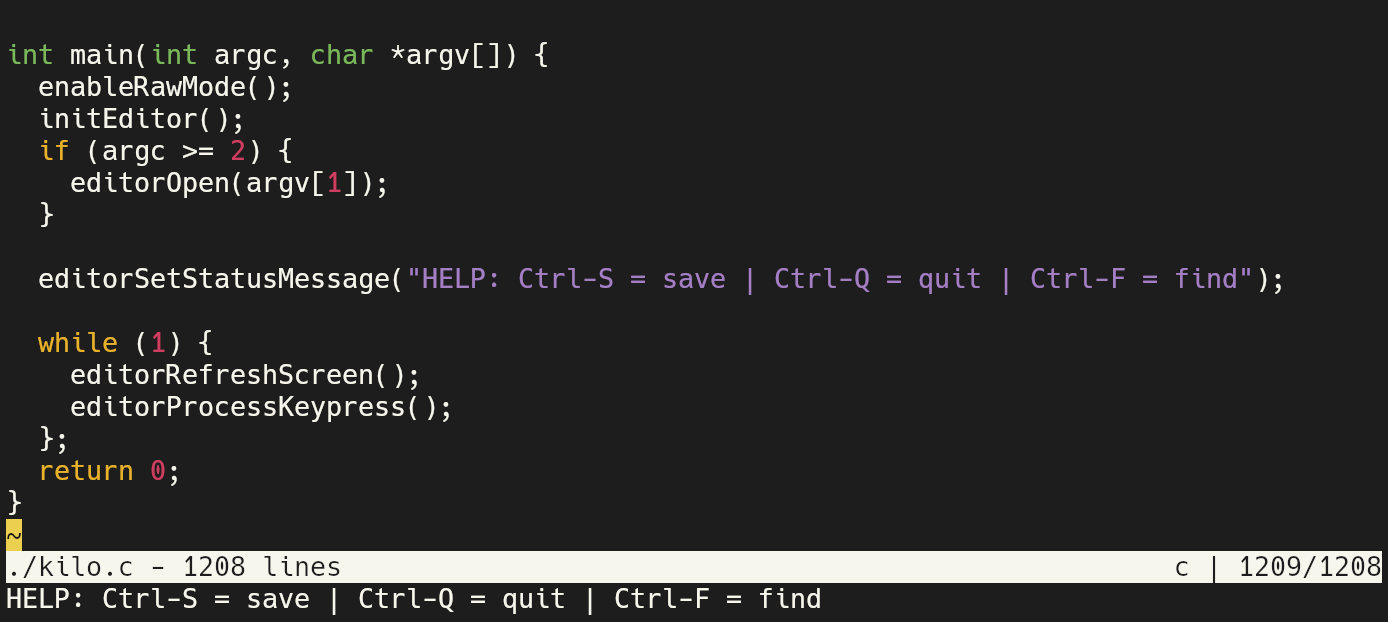 int main(int argc, char *argv[]) {
  enableRawMode();
  initEditor();
  if (argc >= 2) {
    editorOpen(argv[1]);
  }

  editorSetStatusMessage("HELP: Ctrl-S = save | Ctrl-Q = quit | Ctrl-F = find");

  while (1) {
    editorRefreshScreen();
    editorProcessKeypress();
  };
  return 0;
}
~
./kilo.c - 1208 lines c | 1209/1208
HELP: Ctrl-S = save | Ctrl-Q = quit | Ctrl-F = find